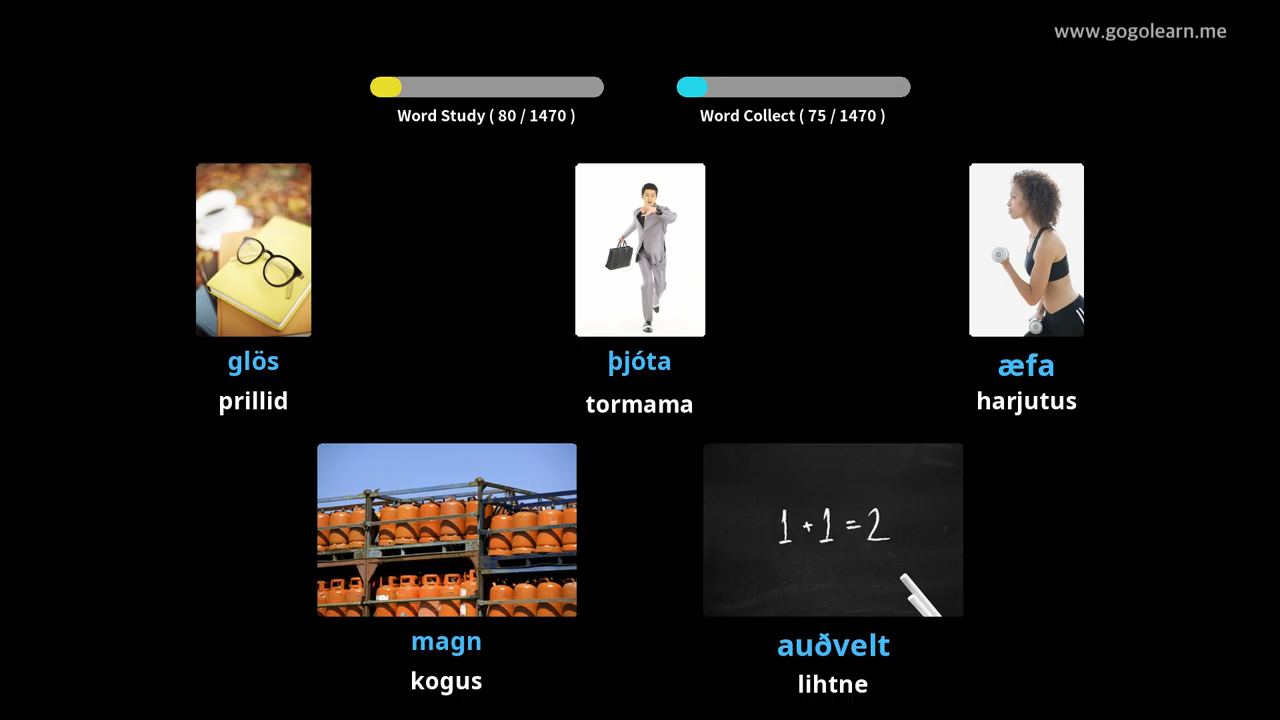 www.gogolearn.me
Word Study ( 80 / 1470 )
Word Collect ( 75 / 1470 )
glös
þjóta
æfa
prillid
tormama
harjutus
1 + 1 = 2
magn
auðvelt
kogus
lihtne